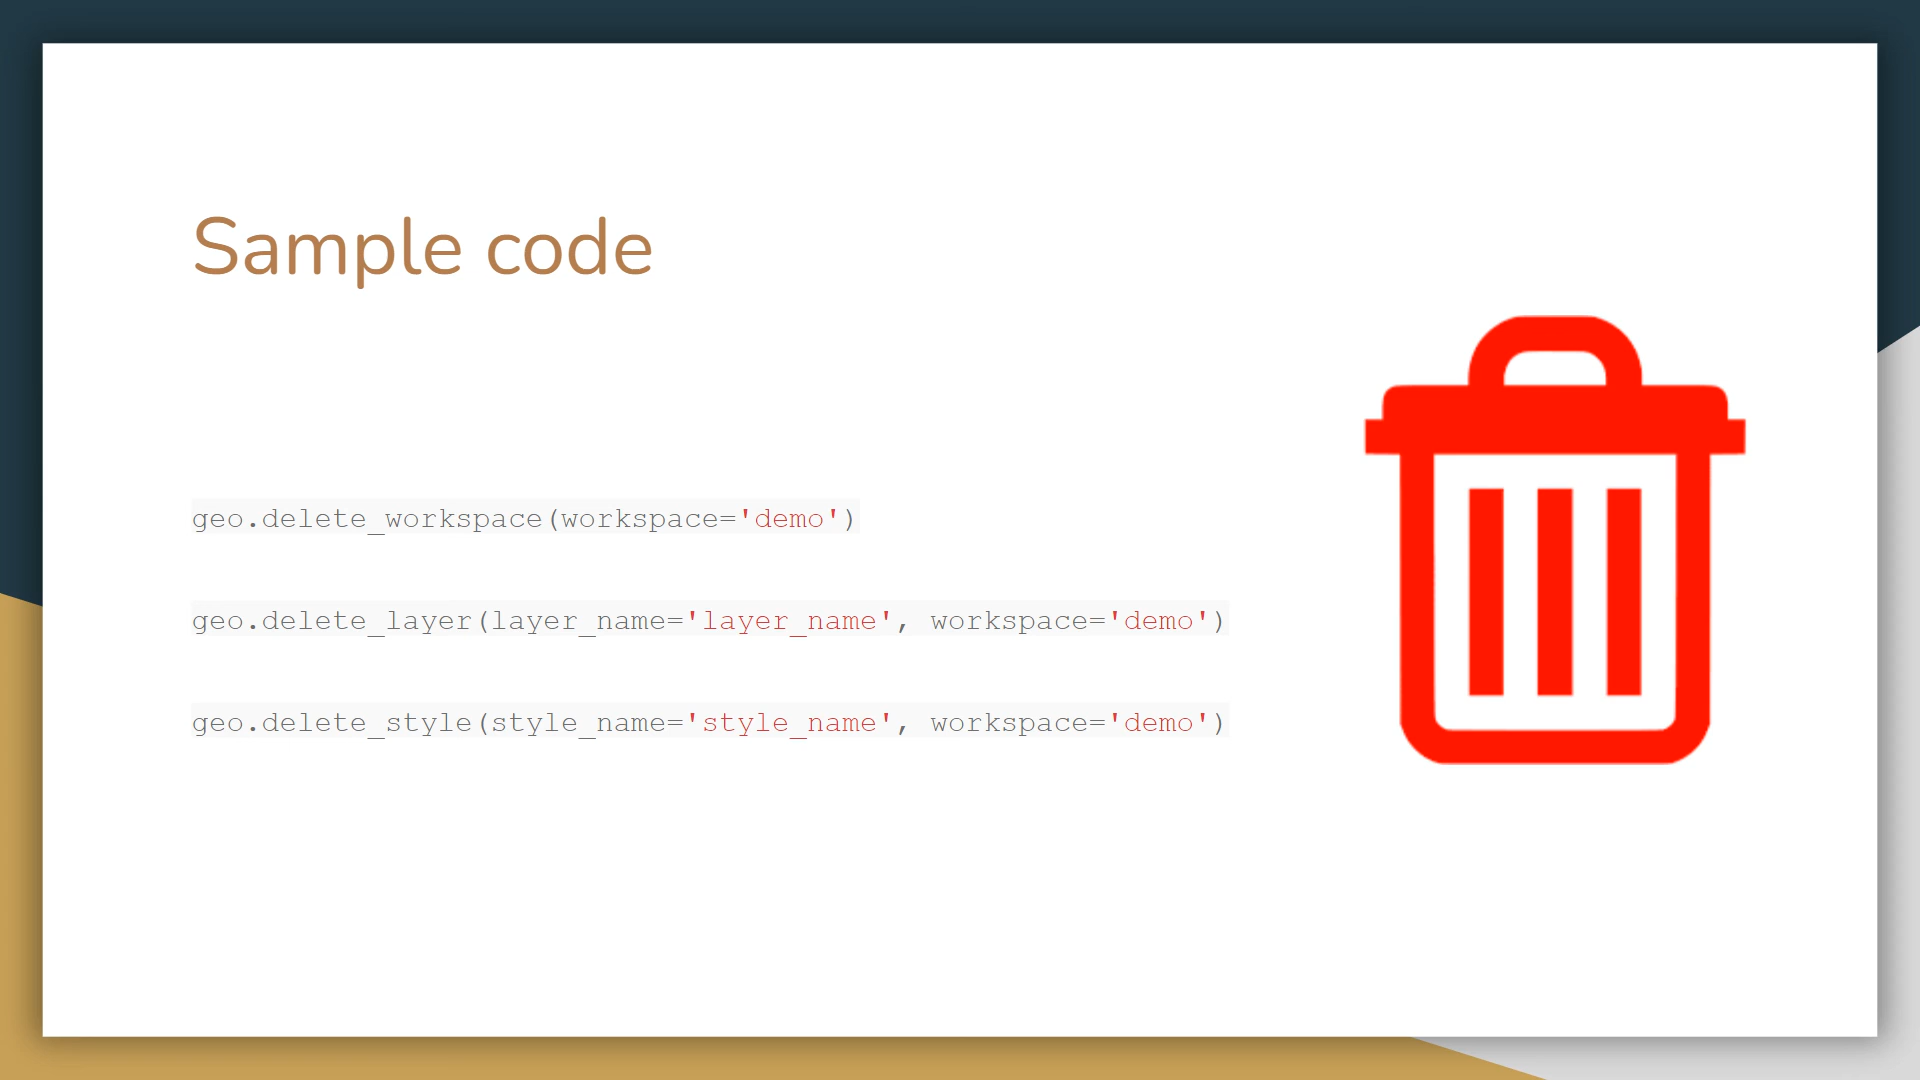 Sample code
geo.delete_workspace(workspace='demo')
geo.delete_layer(layer_name='layer_name', workspace='demo')
geo.delete_style(style_name='style_name', workspace='demo')